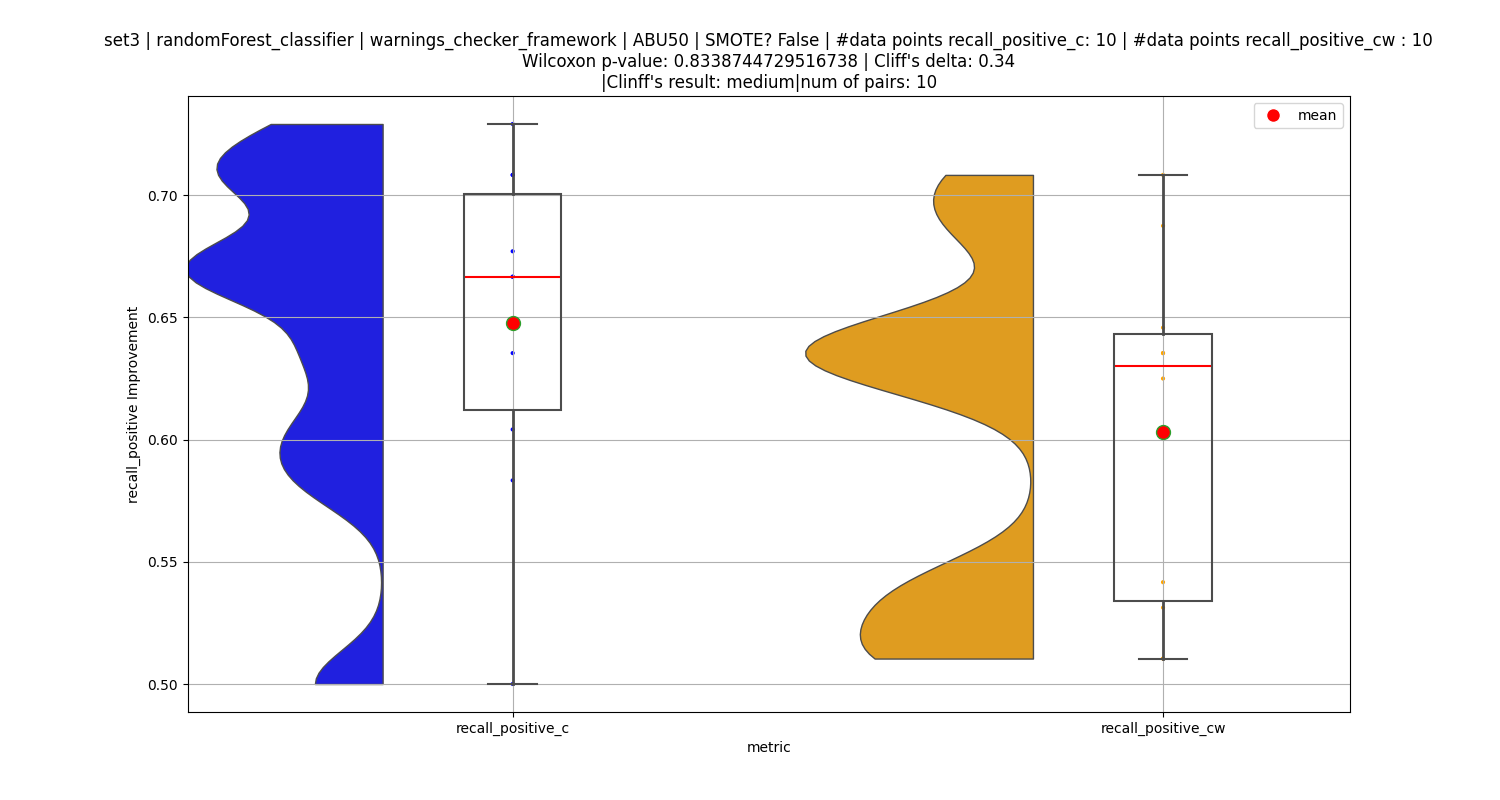 set3 | randomForest_classifier | warnings_checker_framework | ABU50 | SMOTE? False | #data points recall_positive_c: 10 | #data points recall_positive_cw : 10
Wilcoxon p-value: 0.8338744729516738 | Cliff's delta: 0.34
|Clinff's result: medium|num of pairs: 10
mean
recall_positive Improvement
0.70
0.65
0.60
0.55
0.50
recall_positive_c
recall_positive_cw
metric